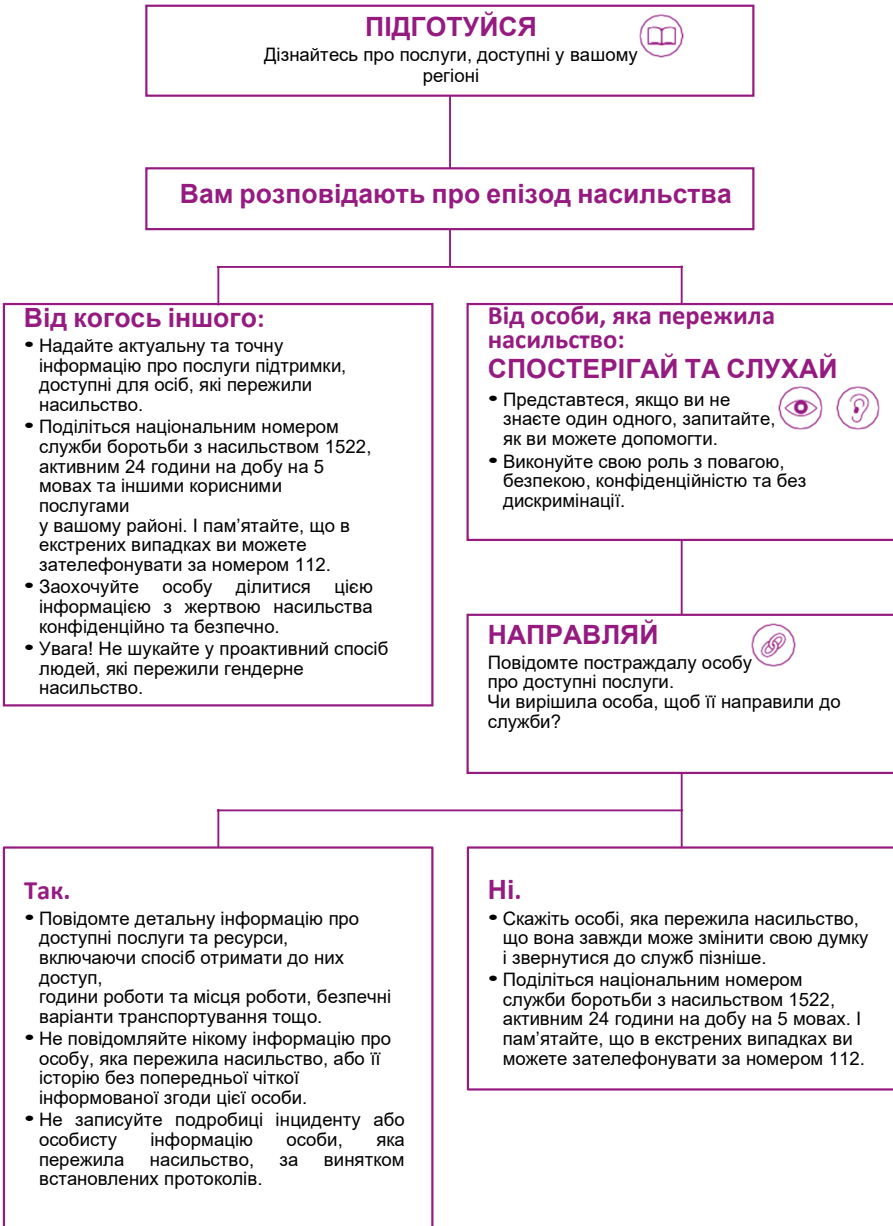 ПІДГОТУЙСЯ
Дізнайтесь про послуги, доступні у вашому
регіоні
Вам розповідають про епізод насильства
Від когось іншого:
• Надайте актуальну та точну
інформацію про послуги підтримки,
доступні для осіб, які пережили
насильство.
• Поділіться національним номером
служби боротьби з насильством 1522,
активним 24 години на добу на 5
мовах та іншими корисними
послугами
у вашому районі. І пам’ятайте, що в
екстрених випадках ви можете
зателефонувати за номером 112.
• Заохочуйте особу ділитися цією
інформацією з жертвою насильства
конфіденційно та безпечно.
• Увага! Не шукайте у проактивний спосіб
людей, які пережили гендерне
насильство.
Від особи, яка пережила
насильство:
СПОСТЕРІГАЙ ТА СЛУХАЙ
• Представтеся, якщо ви не
знаєте один одного, запитайте,
як ви можете допомогти.
• Виконуйте свою роль з повагою,
безпекою, конфіденційністю та без
дискримінації.
НАПРАВЛЯЙ
Повідомте постраждалу особу
про доступні послуги.
Чи вирішила особа, щоб її направили до
служби?
Так.
• Повідомте детальну інформацію про
доступні послуги та ресурси,
включаючи спосіб отримати до них
доступ,
години роботи та місця роботи, безпечні
варіанти транспортування тощо.
• Не повідомляйте нікому інформацію про
особу, яка пережила насильство, або її
історію без попередньої чіткої
інформованої згоди цієї особи.
• Не записуйте подробиці інциденту або
особисту інформацію особи, яка
пережила насильство, за винятком
встановлених протоколів.
Ні.
• Скажіть особі, яка пережила насильство,
що вона завжди може змінити свою думку
і звернутися до служб пізніше.
• Поділіться національним номером
служби боротьби з насильством 1522,
активним 24 години на добу на 5 мовах. І
пам’ятайте, що в екстрених випадках ви
можете зателефонувати за номером 112.